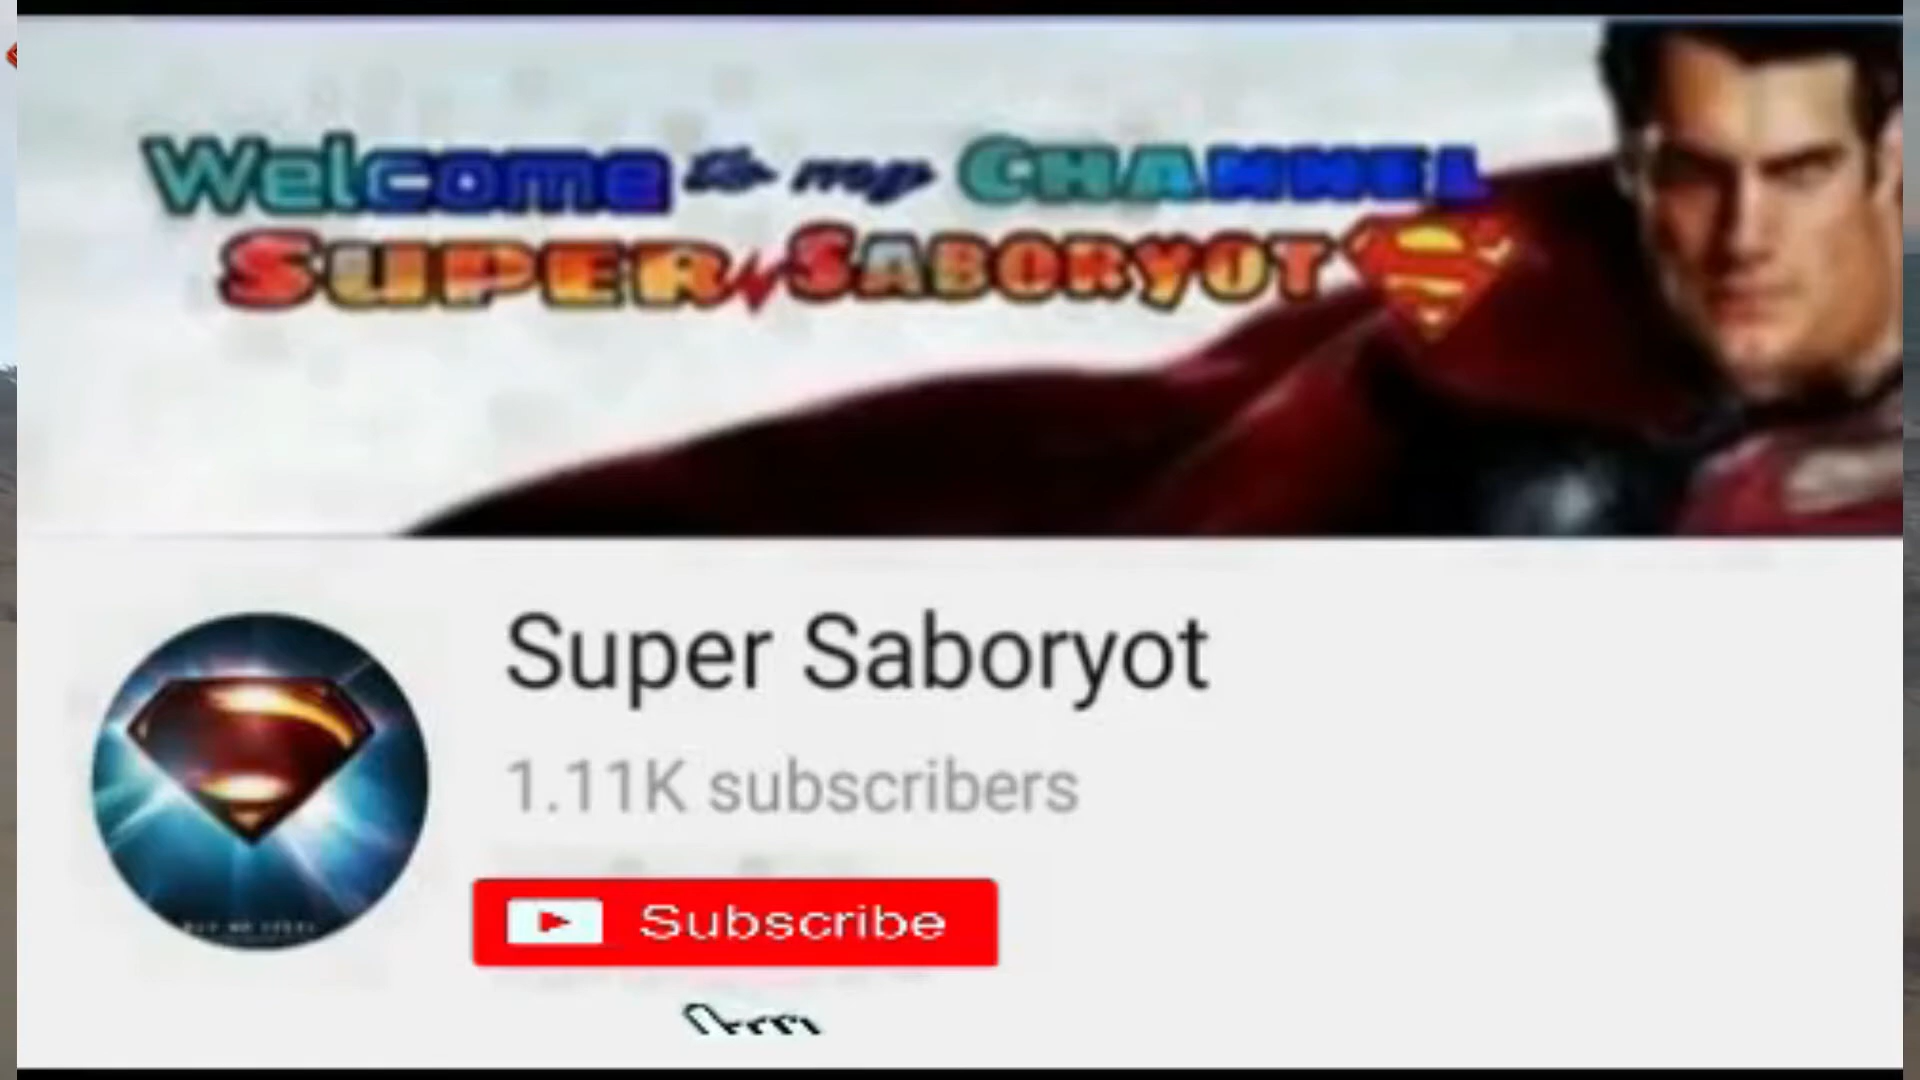 Welcome to my CHANNEL
SUPER SABORYOT
Super Saboryot
1.11K subscribers
Subscribe